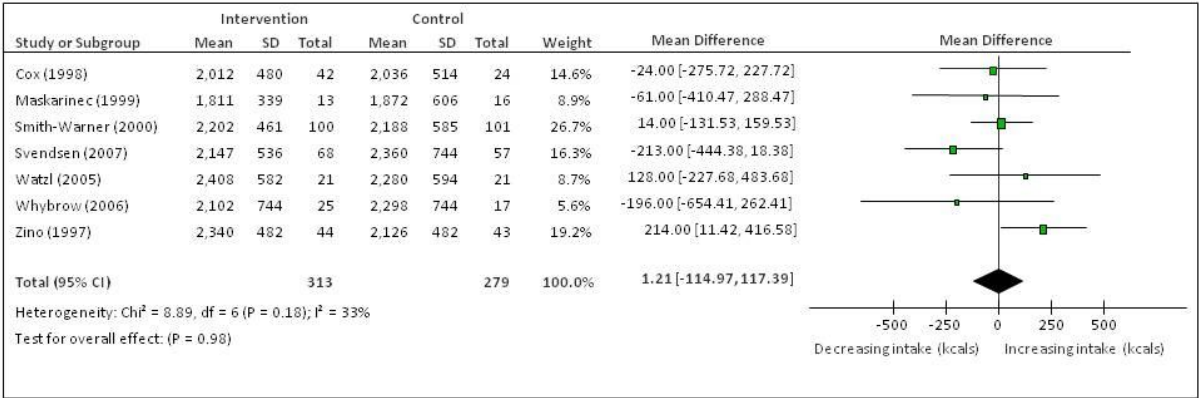 Intervention Control
Study or Subgroup Mean SD Total Mean SD Total Weight Mean Difference Mean Difference
Cox (1998) 2,012 480 42 2,036 514 24 14.6% -24.00 [-275.72, 227.72]
Maskarinec (1999) 1,811 339 13 1,872 606 16 8.9% -61.00 [-410.47, 288.47]
Smith-Warner (2000) 2,202 461 100 2,188 585 101 26.7% 14.00 [-131.53, 159.53]
Svendsen (2007) 2,147 536 68 2,360 744 57 16.3% -213.00 [-444.38, 18.38]
Watzl (2005) 2,408 582 21 2,280 594 21 8.7% 128.00 [-227.68, 483.68]
Whybrow (2006) 2,102 744 25 2,298 744 17 5.6% -196.00 [-654.41, 262.41]
Zino (1997) 2,340 482 44 2,126 482 43 19.2% 214.00 [11.42, 416.58]
Total (95% CI) 313 279 100.0% 1.21 [-114.97, 117.39]
Heterogeneity: Chi² = 8.89, df = 6 (P = 0.18); I² = 33%
Test for overall effect: (P = 0.98)
-500 -250 0 250 500
Decreasing intake (kcals) Increasing intake (kcals)